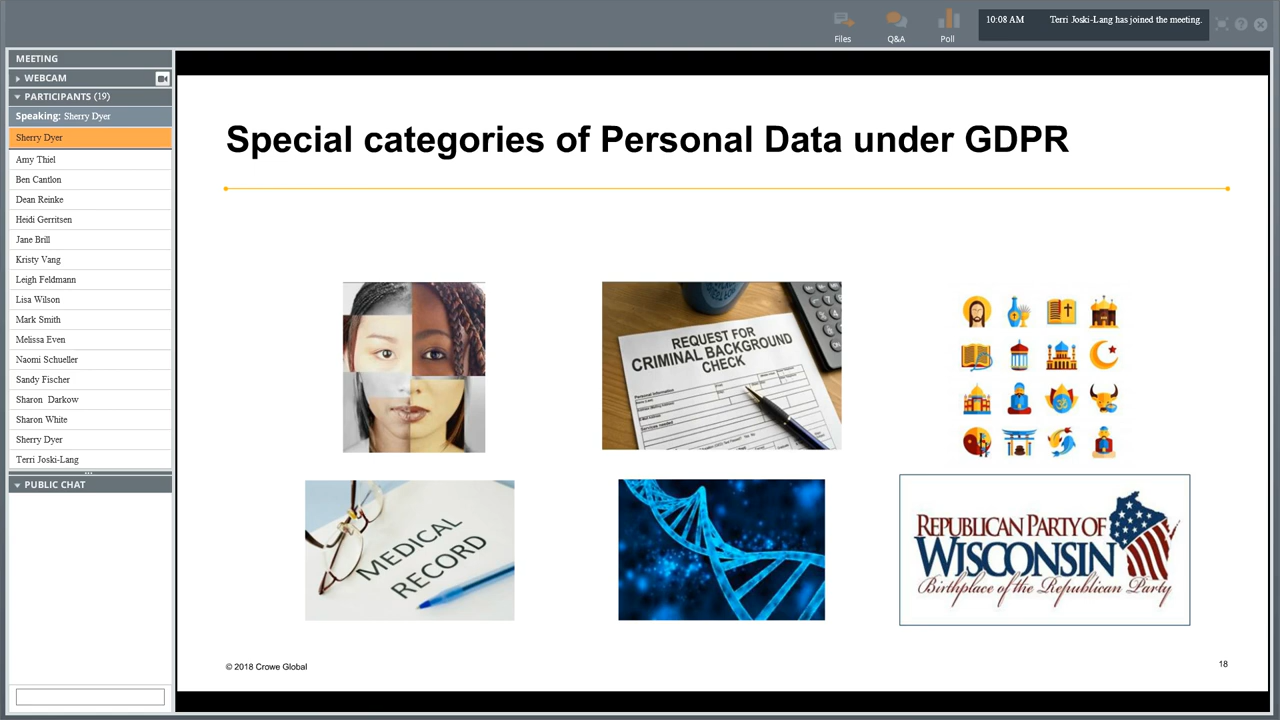 Files
Q&A
Poll
10:08 AM Terri Joski-Lang has joined the meeting.
MEETING
WEBCAM
PARTICIPANTS (19)
Speaking: Sherry Dyer
Sherry Dyer
Amy Thiel
Ben Cantlon
Dean Reinke
Heidi Gerritsen
Jane Brill
Kristy Vang
Leigh Feldmann
Lisa Wilson
Mark Smith
Melissa Even
Naomi Schueller
Sandy Fischer
Sharon Darkow
Sharon White
Sherry Dyer
Terri Joski-Lang
PUBLIC CHAT
Special categories of Personal Data under GDPR
REQUEST FOR
CRIMINAL BACKGROUND
CHECK
Personal Information
MEDICAL
RECORD
REPUBLICAN PARTY OF
WISCONSIN
Birthplace of the Republican Party
© 2018 Crowe Global
18